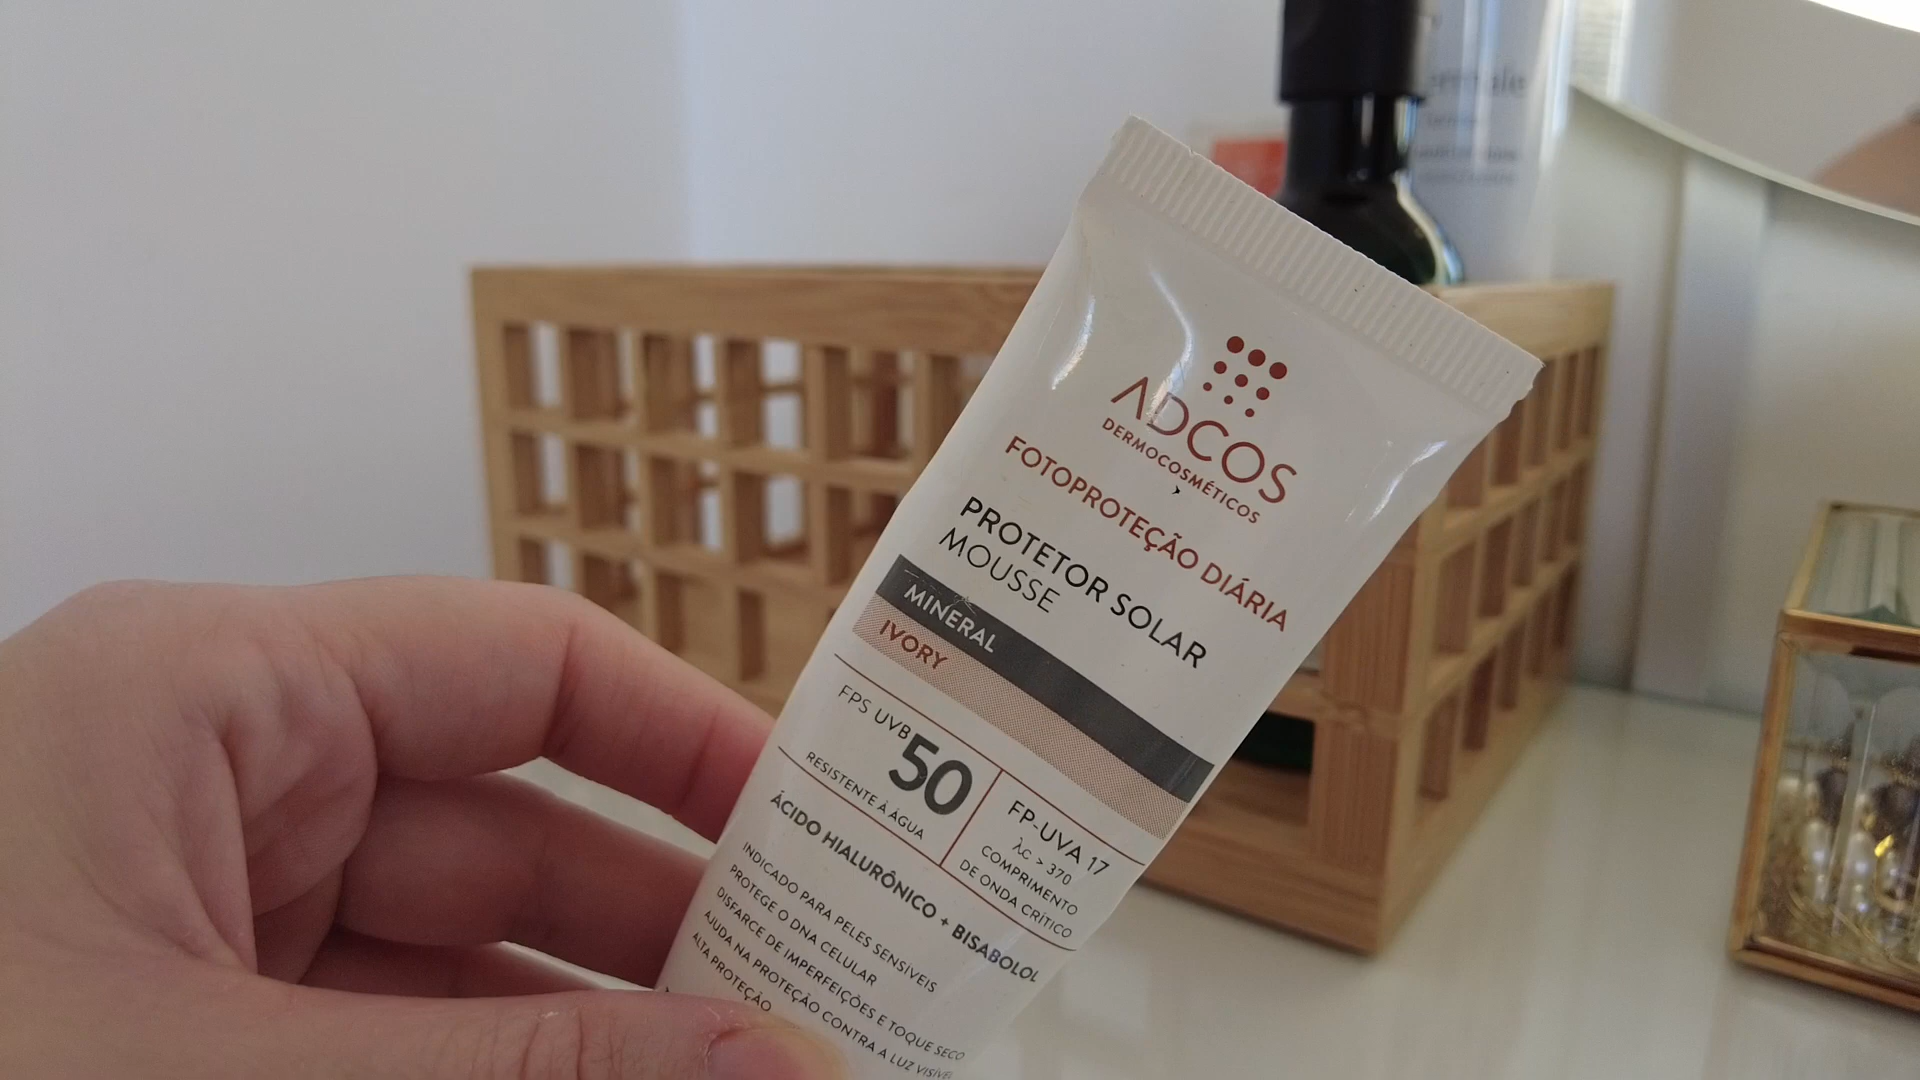 ADCOS
DERMOCOSMÉTICOS
FOTOPROTEÇÃO DIÁRIA
PROTETOR SOLAR
MOUSSE
MINERAL
IVORY
FPS UVB 50
RESISTENTE À ÁGUA
FP-UVA 17
λc > 370
COMPRIMENTO
DE ONDA CRÍTICO
ÁCIDO HIALURÔNICO + BISABOLOL
INDICADO PARA PELES SENSÍVEIS
PROTEGE O DNA CELULAR
DISFARCE DE IMPERFEIÇÕES E TOQUE SECO
AJUDA NA PROTEÇÃO CONTRA A LUZ VISÍVEL
ALTA PROTEÇÃO